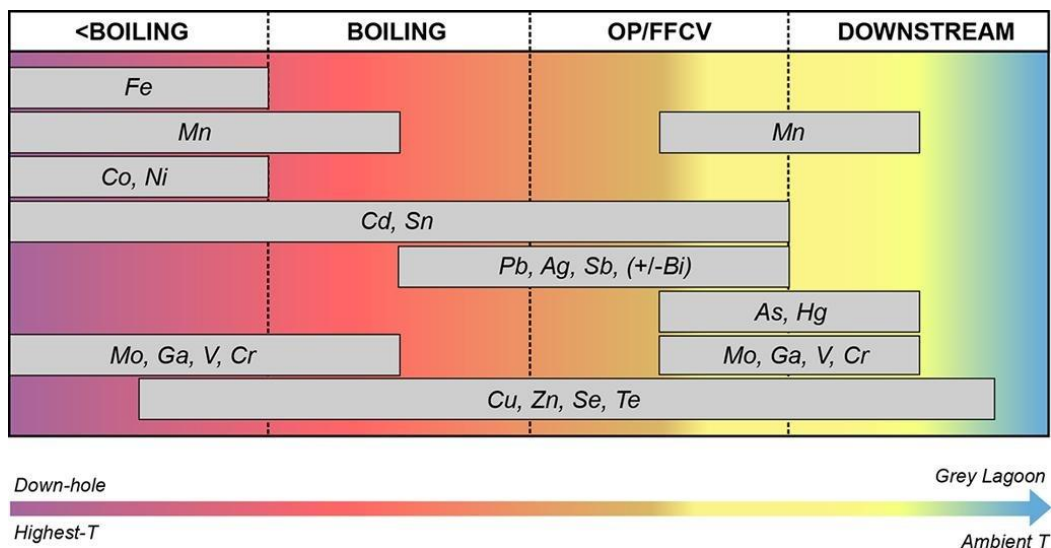 <BOILING BOILING OP/FFCV DOWNSTREAM
Fe
Mn Mn
Co, Ni
Cd, Sn
Pb, Ag, Sb, (+/-Bi)
As, Hg
Mo, Ga, V, Cr Mo, Ga, V, Cr
Cu, Zn, Se, Te
Down-hole Grey Lagoon
Highest-T Ambient T